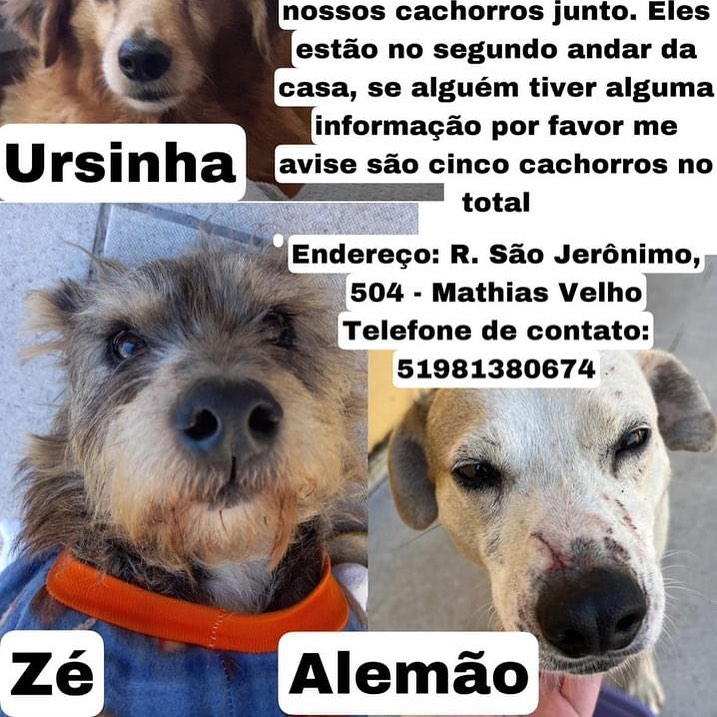 nossos cachorros junto. Eles
estão no segundo andar da
casa, se alguém tiver alguma
informação por favor me
avise são cinco cachorros no
total
Ursinha
Endereço: R. São Jerônimo,
504 - Mathias Velho
Telefone de contato:
51981380674
Zé
Alemão